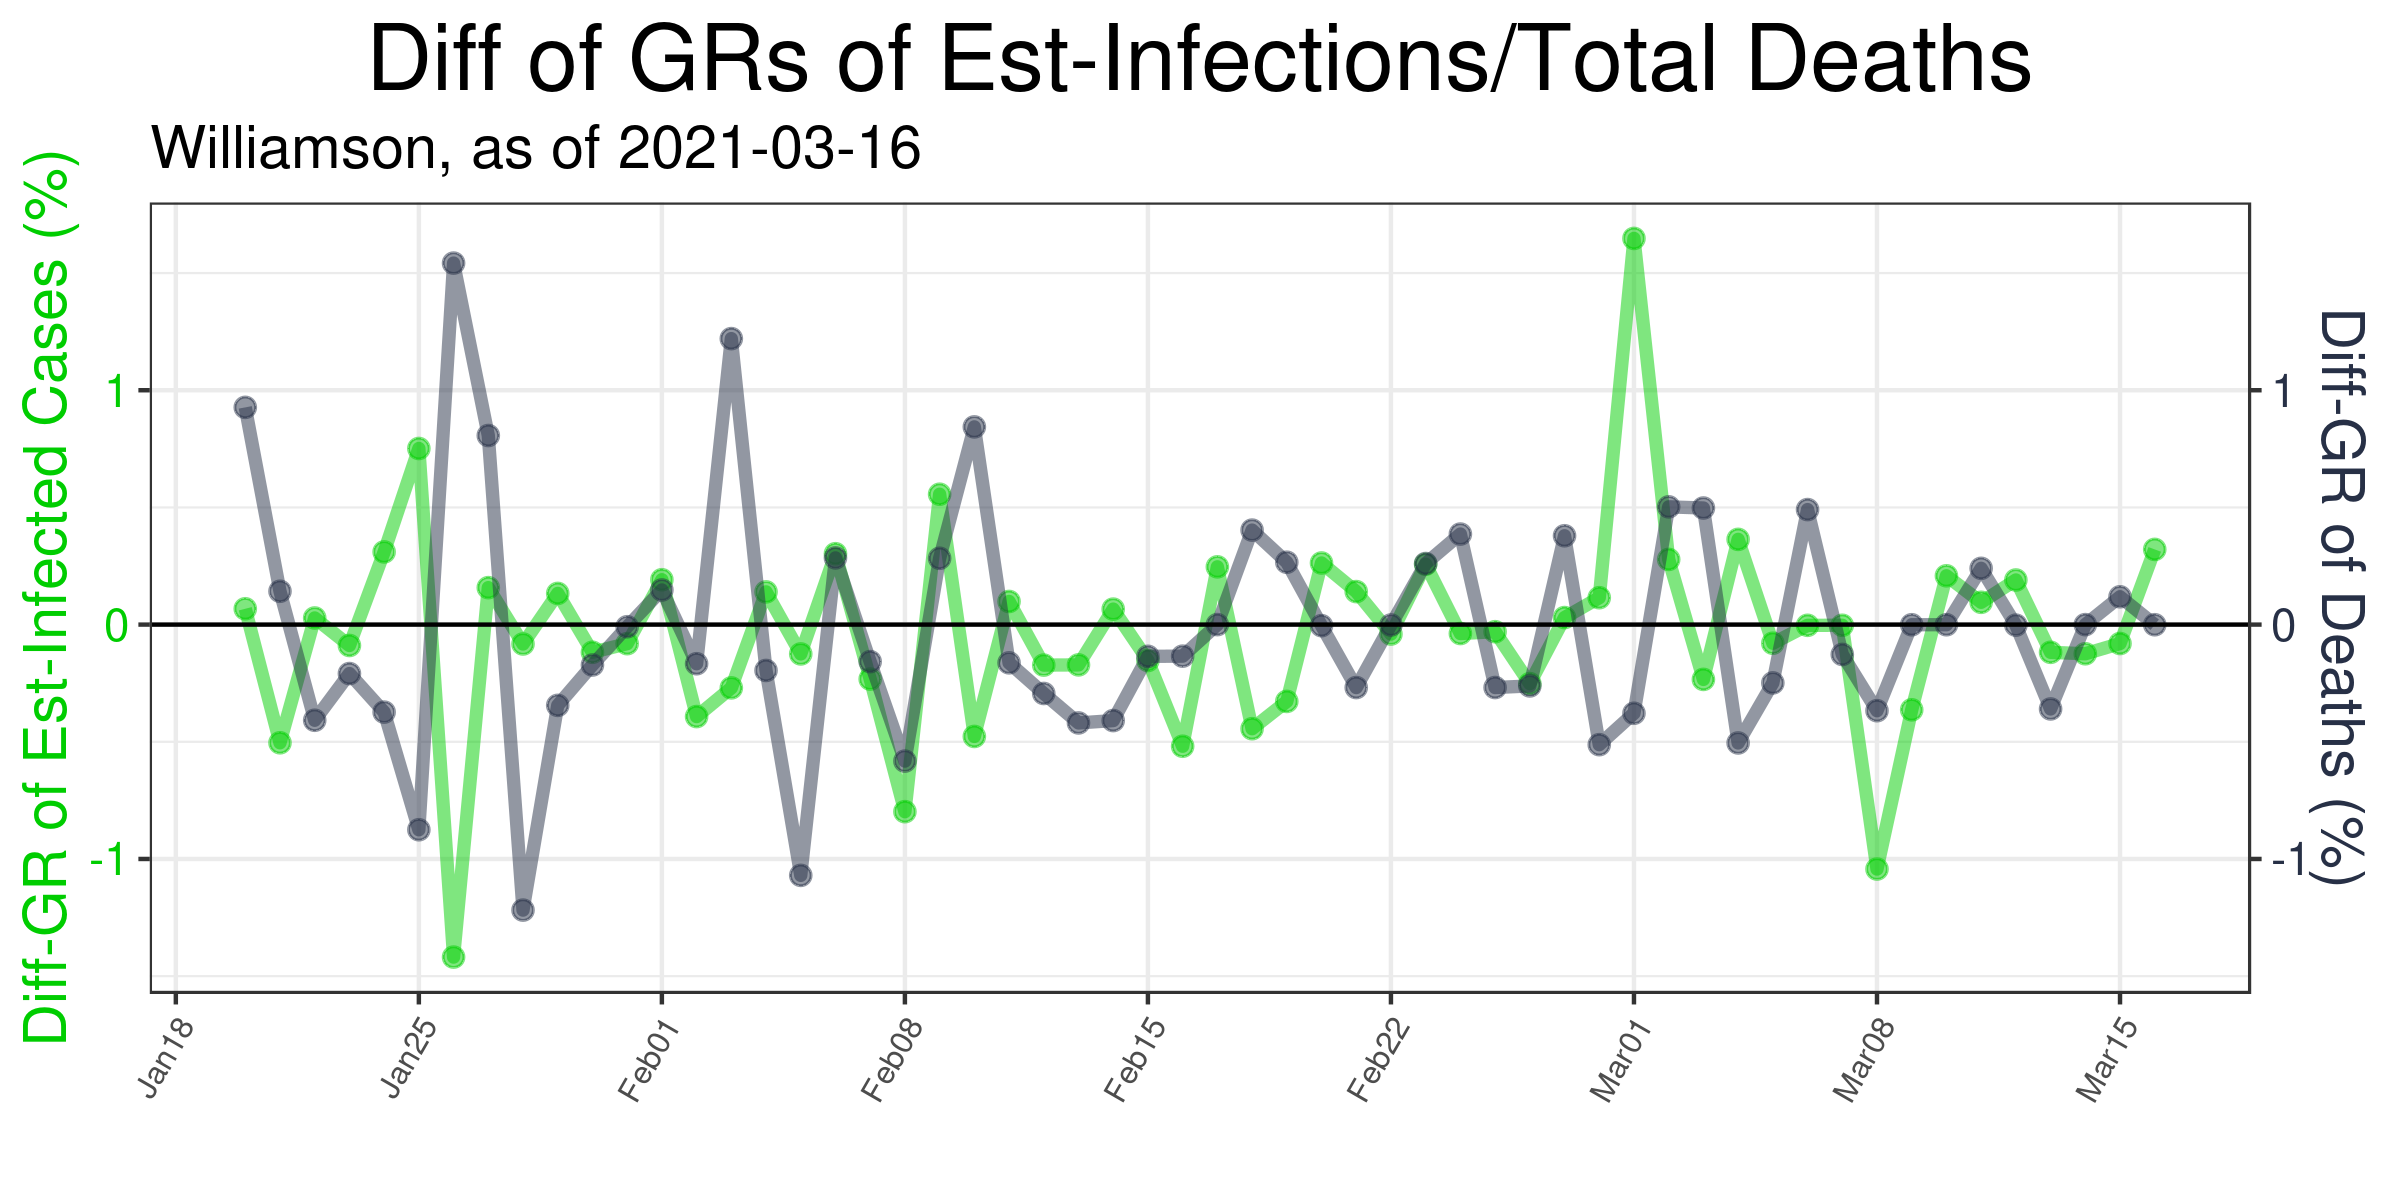 Diff of GRs of Est-Infections/Total Deaths
Williamson, as of 2021-03-16
Diff-GR of Est-Infected Cases (%)
1
0
-1
1
0
-1
Diff-GR of Deaths (%)
Jan18
Jan25
Feb01
Feb08
Feb15
Feb22
Mar01
Mar08
Mar15